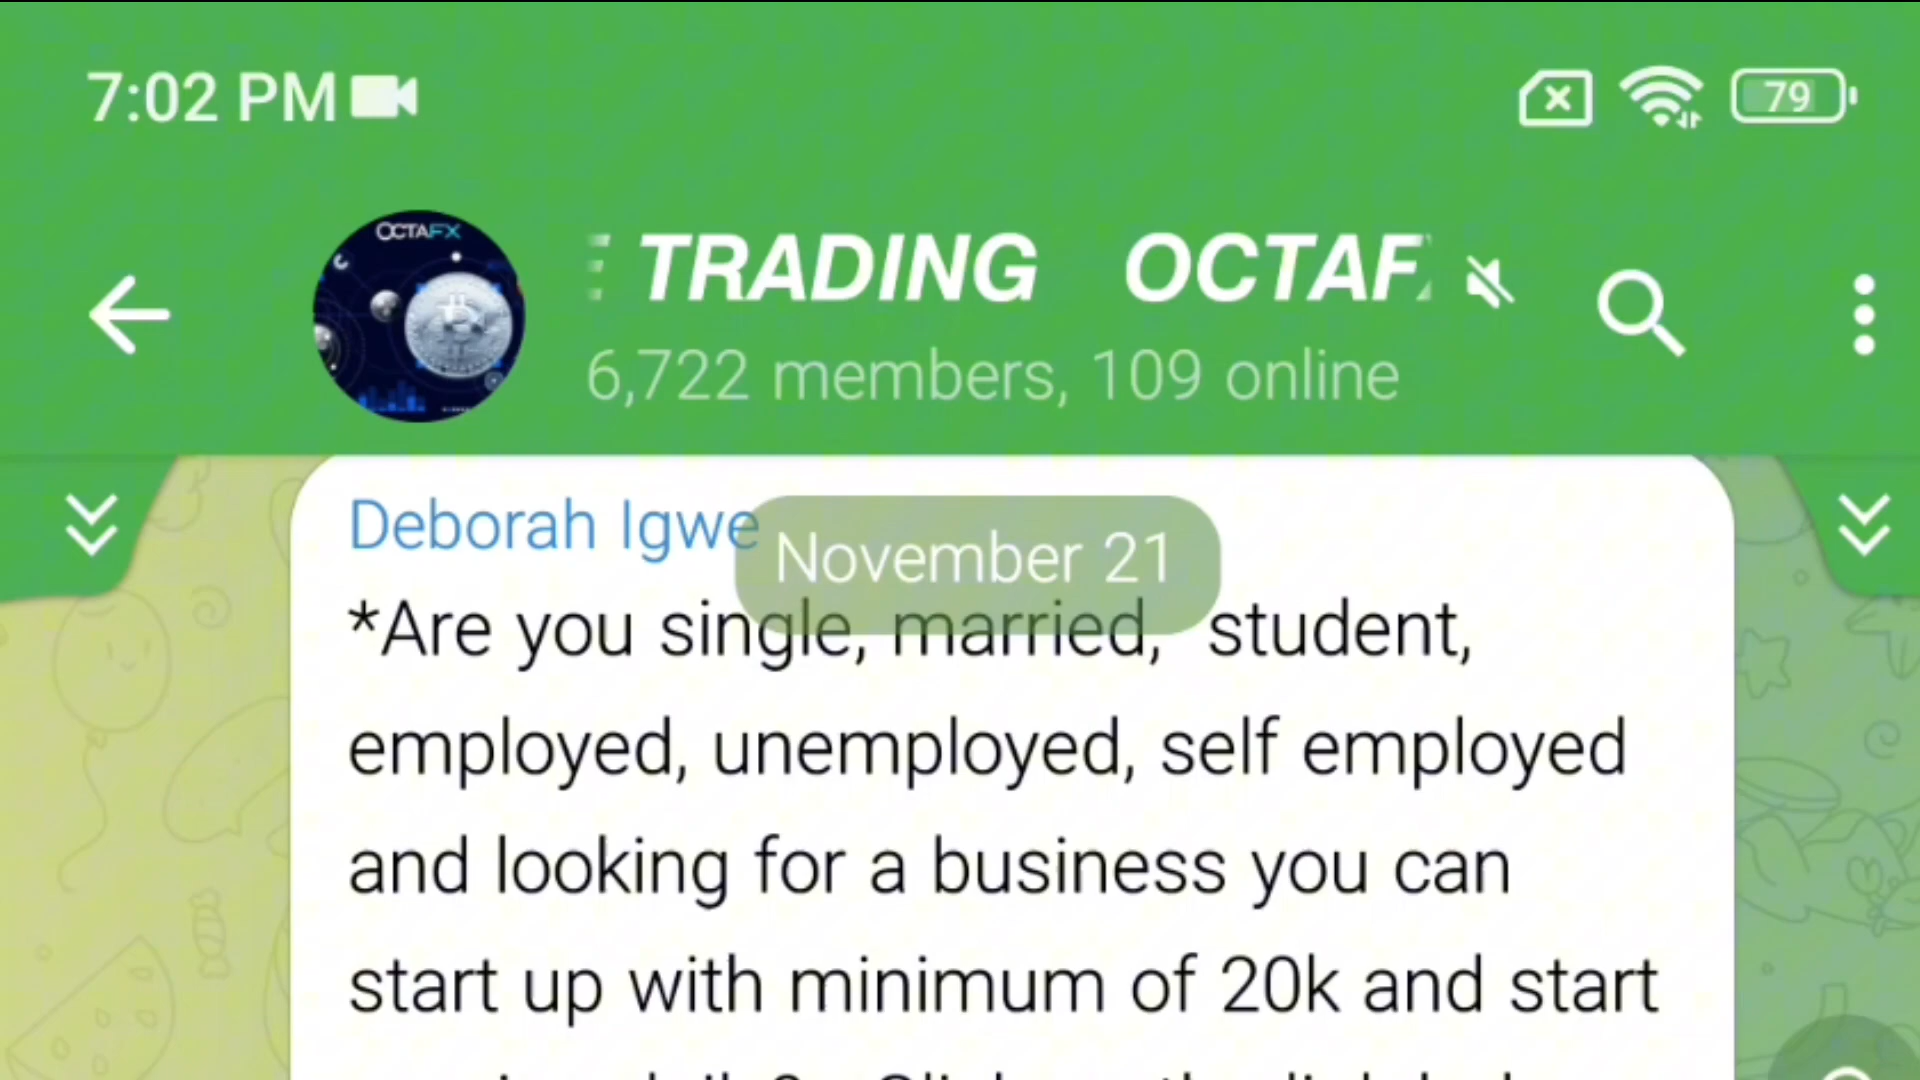 7:02 PM
79
OCTAFX
TRADING OCTAF
6,722 members, 109 online
Deborah Igwe
November 21
*Are you single, married, student,
employed, unemployed, self employed
and looking for a business you can
start up with minimum of 20k and start